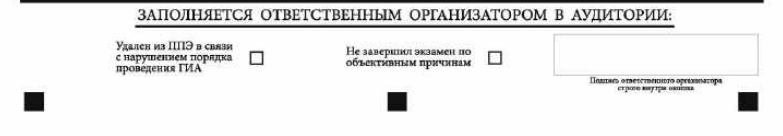 ЗАПОЛНЯЕТСЯ ОТВЕТСТВЕННЫМ ОРГАНИЗАТОРОМ В АУДИТОРИИ:
Удален из ППЭ в связи
с нарушением порядка
проведения ГИА
Не завершил экзамен по
объективным причинам
Подпись ответственного организатора
строго внутри окошка